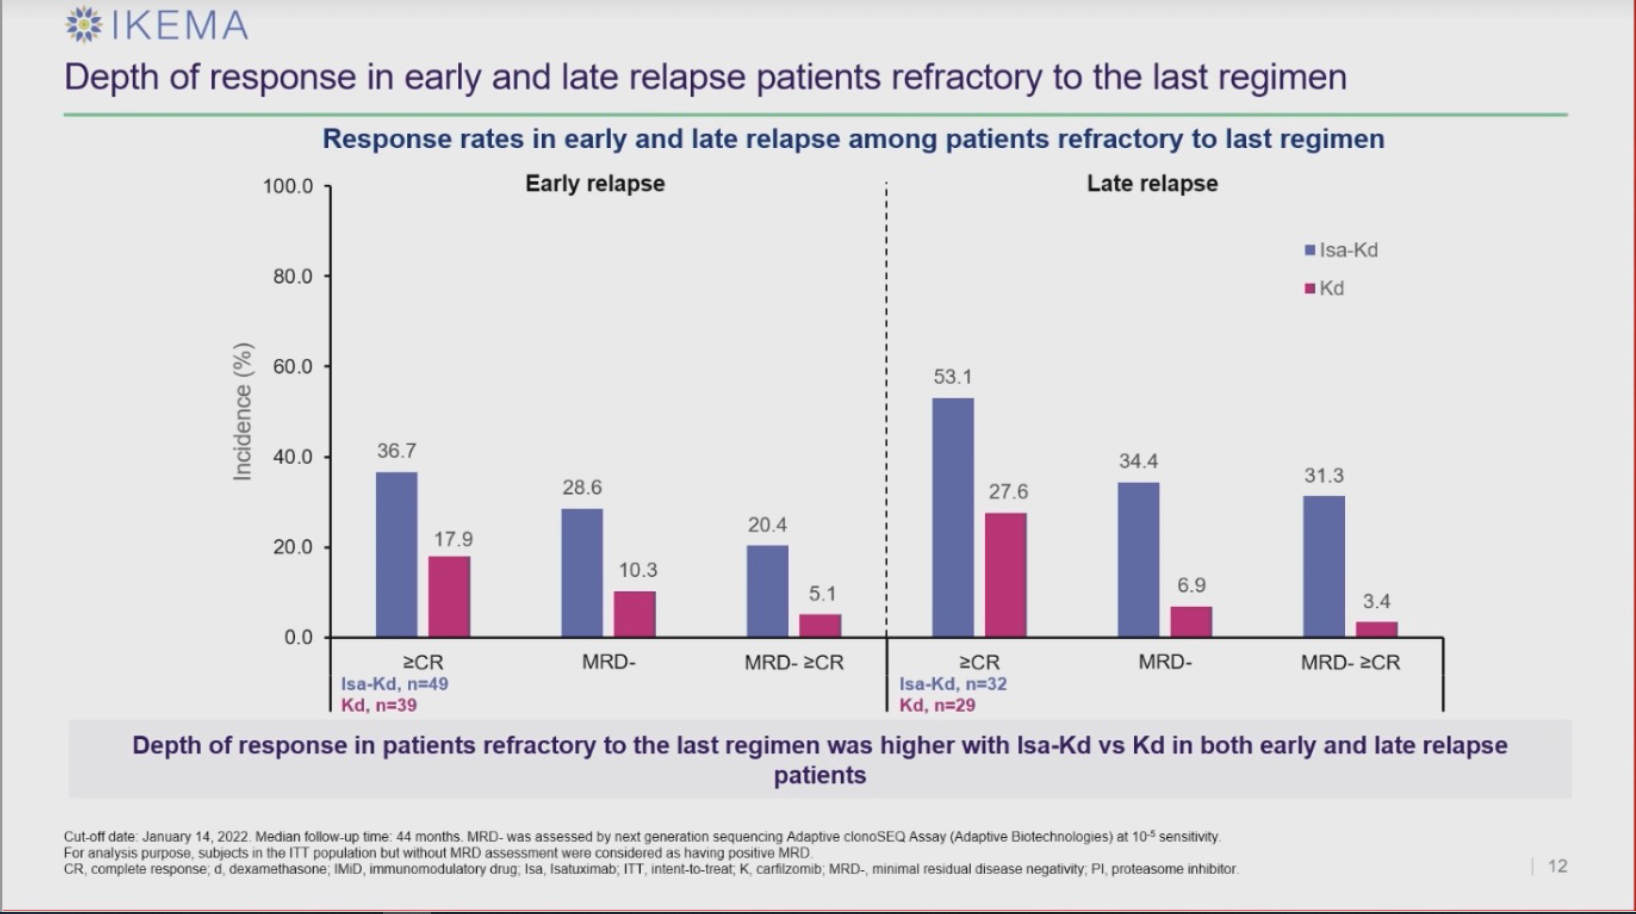 IKEMA
Depth of response in early and late relapse patients refractory to the last regimen
Response rates in early and late relapse among patients refractory to last regimen
Early relapse
Late relapse
Isa-Kd
Kd
Incidence (%)
100.0
80.0
60.0
40.0
20.0
0.0
36.7
17.9
28.6
10.3
20.4
5.1
53.1
27.6
34.4
6.9
31.3
3.4
≥CR
MRD-
MRD- ≥CR
≥CR
MRD-
MRD- ≥CR
Isa-Kd, n=49
Kd, n=39
Isa-Kd, n=32
Kd, n=29
Depth of response in patients refractory to the last regimen was higher with Isa-Kd vs Kd in both early and late relapse
patients
Cut-off date: January 14, 2022. Median follow-up time: 44 months. MRD- was assessed by next generation sequencing Adaptive clonoSEQ Assay (Adaptive Biotechnologies) at 10⁻⁵ sensitivity.
For analysis purpose, subjects in the ITT population but without MRD assessment were considered as having positive MRD.
CR, complete response; d, dexamethasone; IMiD, immunomodulatory drug; Isa, Isatuximab; ITT, intent-to-treat; K, carfilzomib; MRD-, minimal residual disease negativity; PI, proteasome inhibitor.
12